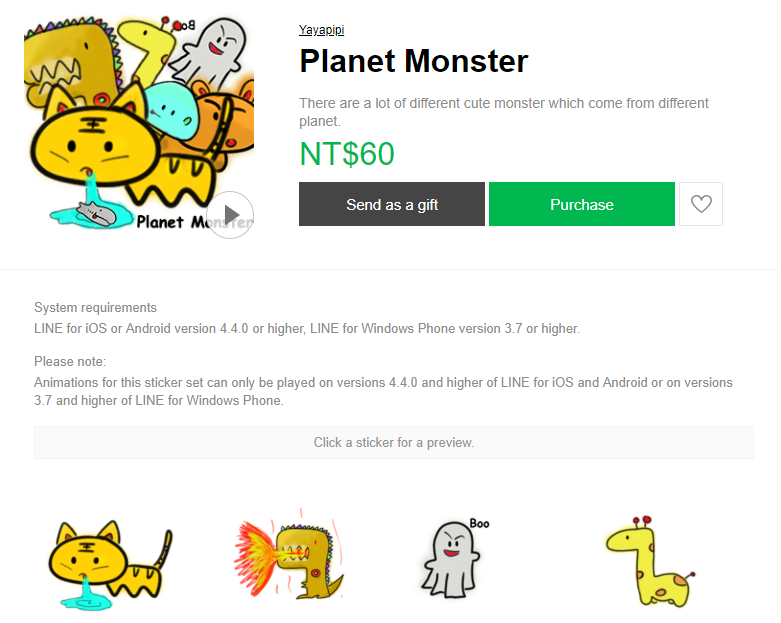 Boo
Planet Monster
Yayapipi
Planet Monster
There are a lot of different cute monster which come from different
planet.
NT$60
Send as a gift
Purchase
System requirements
LINE for iOS or Android version 4.4.0 or higher, LINE for Windows Phone version 3.7 or higher.
Please note:
Animations for this sticker set can only be played on versions 4.4.0 and higher of LINE for iOS and Android or on versions
3.7 and higher of LINE for Windows Phone.
Click a sticker for a preview.
Boo